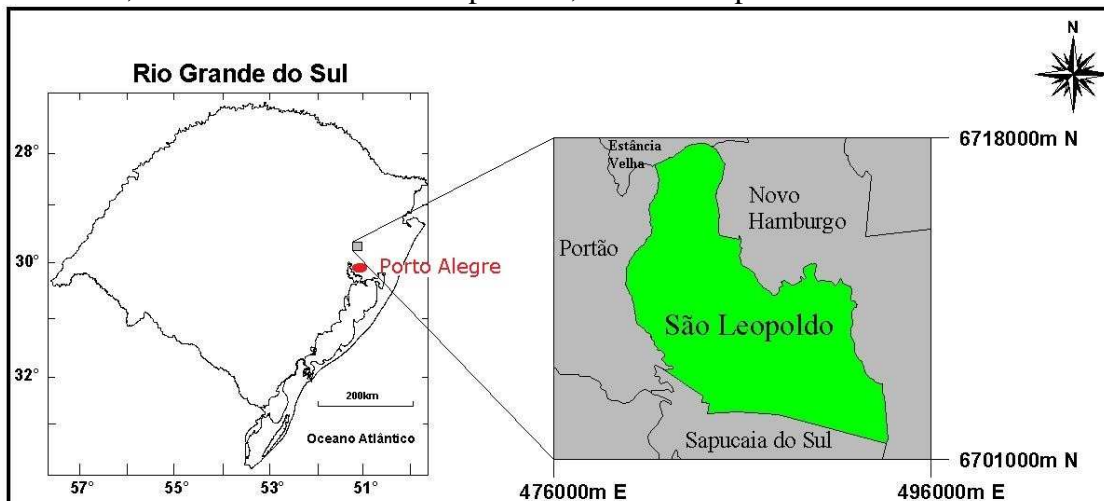 N
Rio Grande do Sul
28°
30°
32°
57°
55°
53°
51°
Porto Alegre
200km
Oceano Atlântico
6718000m N
Estância
Velha
Novo
Hamburgo
Portão
São Leopoldo
Sapucaia do Sul
6701000m N
476000m E
496000m E